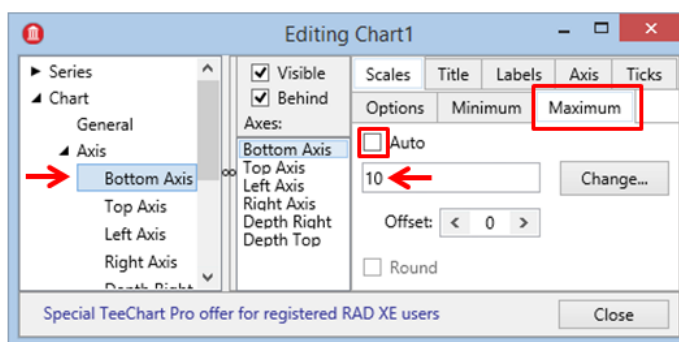 Editing Chart1
Series
Chart
General
Axis
Bottom Axis
Top Axis
Left Axis
Right Axis
Depth Right
Visible
Behind
Axes:
Bottom Axis
Top Axis
Left Axis
Right Axis
Depth Right
Depth Top
Scales Title Labels Axis Ticks
Options Minimum Maximum
Auto
10 Change...
Offset: < 0 >
Round
Special TeeChart Pro offer for registered RAD XE users Close